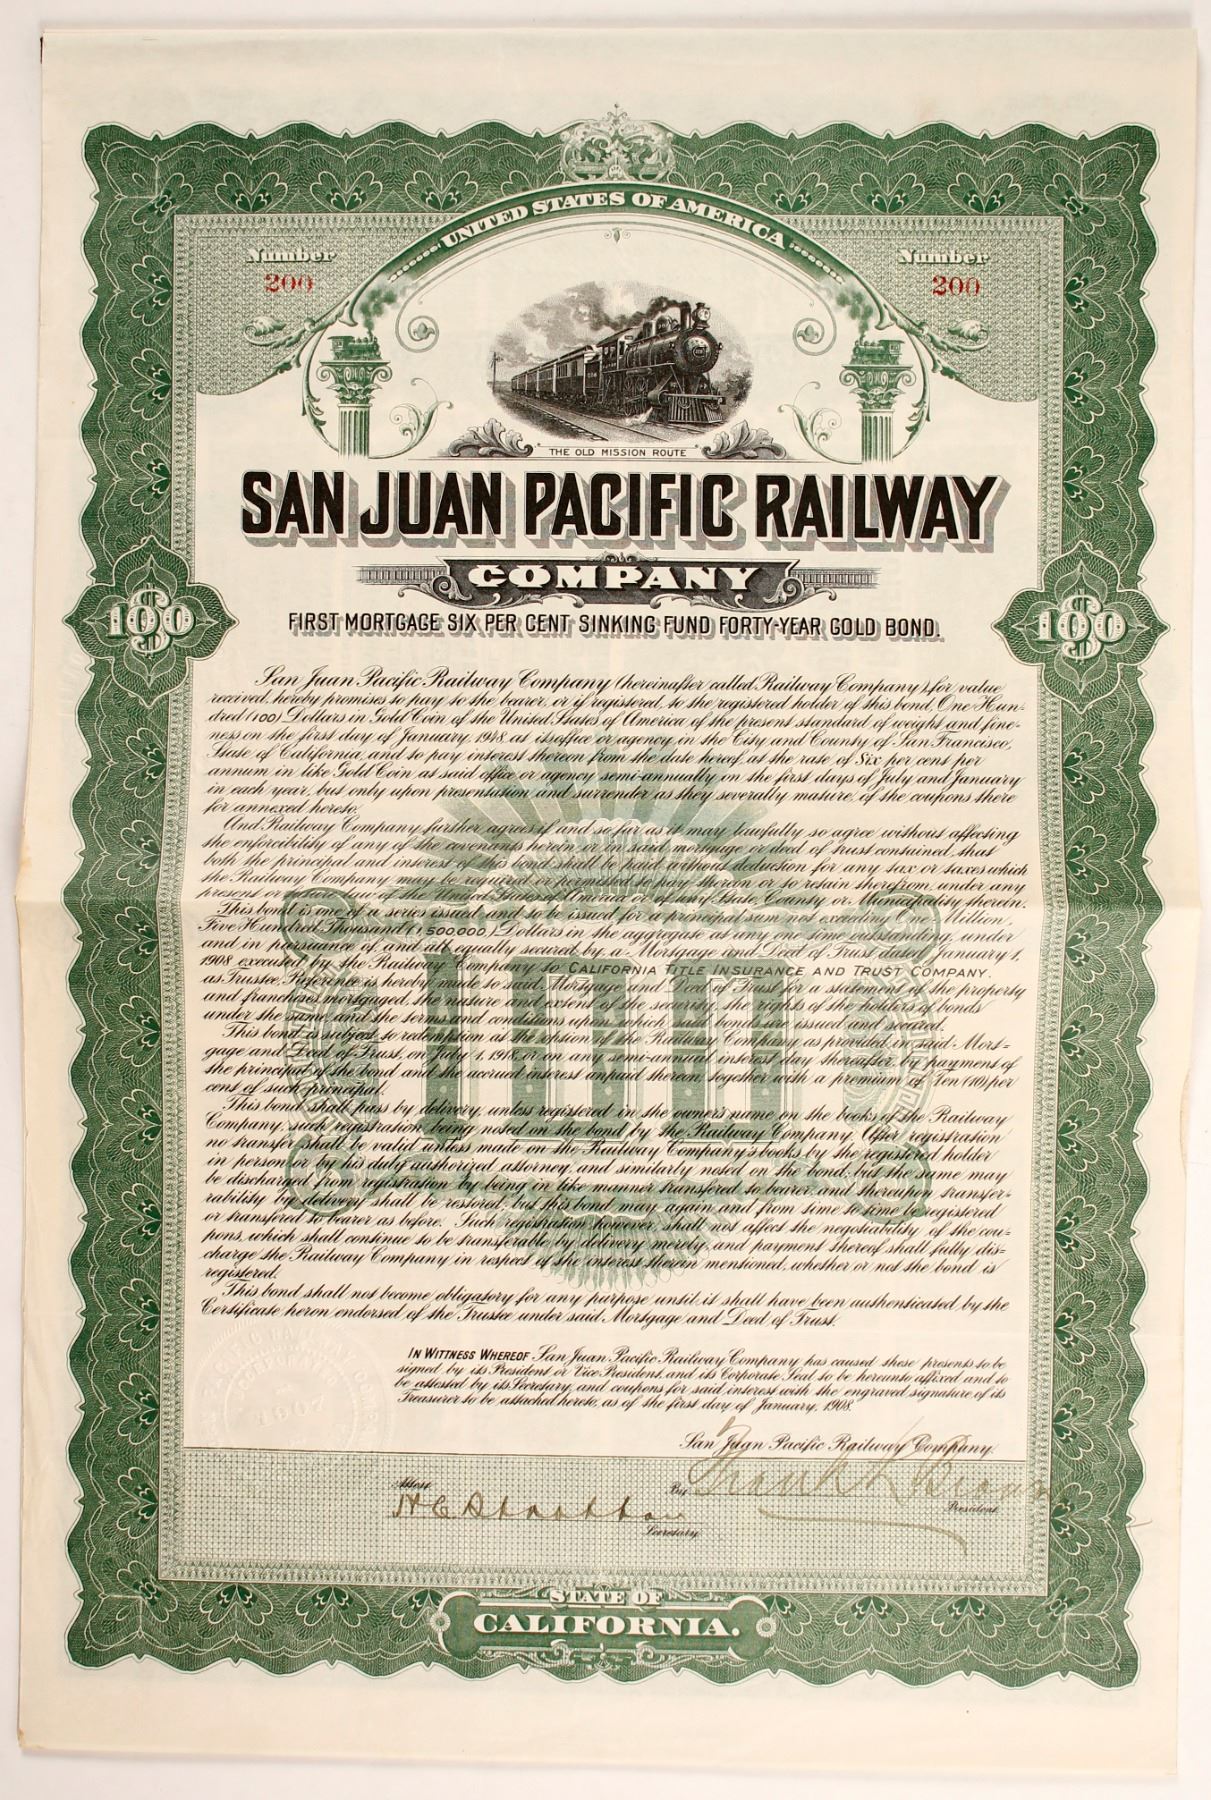 UNITED STATES OF AMERICA
Number
200
Number
200
THE OLD MISSION ROUTE
SAN JUAN PACIFIC RAILWAY
COMPANY
FIRST MORTGAGE SIX PER CENT SINKING FUND FORTY-YEAR GOLD BOND.
$100
$100
San Juan Pacific Railway Company (hereinafter called Railway Company) for value
received, hereby promises to pay to the bearer, or if registered, to the registered holder of this bond, One Hun-
dred (100) Dollars in Gold Coin of the United States of America of the present standard of weight and fine-
ness on the first day of January, 1948, at its office or agency, in the City and County of San Francisco,
State of California, and to pay interest thereon from the date hereof, at the rate of Six per cent per
annum in like Gold Coin at said office or agency semi-annually on the first days of July and January
in each year, but only upon presentation and surrender as they severally mature, of the coupons there
for annexed hereto.
And Railway Company further agrees if and so far as it may lawfully so agree without affecting
the enforcibility of any of the covenants herein, or in said mortgage or deed of trust contained, that
both the principal and interest of this bond shall be paid without deduction for any tax or taxes which
the Railway Company may be required or permitted to pay thereon or to retain therefrom, under any
present or future law of the United States of America or of any State, County or Municipality therein.
This bond is one of a series issued, and to be issued for a principal sum not exceeding One Million,
Five Hundred Thousand (1,500,000) Dollars in the aggregate at any one time outstanding, under
and in pursuance of, and all equally secured by, a Mortgage and Deed of Trust dated January 1,
1908 executed by the Railway Company to CALIFORNIA TITLE INSURANCE AND TRUST COMPANY,
as Trustee. Reference is hereby made to said Mortgage and Deed of Trust for a statement of the property
and franchises mortgaged, the nature and extent of the security, the rights of the holders of bonds
under the same, and the terms and conditions upon which said bonds are issued and secured.
This bond is subject to redemption at the option of the Railway Company as provided in said Mort-
gage and Deed of Trust, on July 1, 1918, or on any semi-annual interest day thereafter, by payment of
the principal of the bond and the accrued interest unpaid thereon, together with a premium of Ten (10) per
cent of such principal.
This bond shall pass by delivery, unless registered in the owner's name on the books of the Railway
Company, such registration being noted on the bond by the Railway Company. After registration
no transfer shall be valid unless made on the Railway Company's books by the registered holder
in person or by his duly authorized attorney, and similarly noted on the bond, but the same may
be discharged from registration by being in like manner transfered to bearer, and thereupon transfer-
rability by delivery shall be restored; but this bond may again and from time to time be registered
or transfered to bearer as before. Such registration, however, shall not affect the negotiability of the cou-
pons, which shall continue to be transferable by delivery merely, and payment thereof shall fully dis-
charge the Railway Company in respect of the interest therein mentioned, whether or not the bond is
registered.
This bond shall not become obligatory for any purpose until it shall have been authenticated by the
Certificate heron endorsed of the Trustee under said Mortgage and Deed of Trust.
IN WITTNESS WHEREOF San Juan Pacific Railway Company has caused these presents to be
signed by its President or Vice President, and its Corporate Seal to be hereunto affixed and to
be attested by its Secretary, and coupons for said interest with the engraved signature of its
Treasurer to be attached hereto, as of the first day of January, 1908.
San Juan Pacific Railway Company.
Attest
By Frank L Brown
President.
H C
Secretary.
1907
STATE OF
CALIFORNIA.